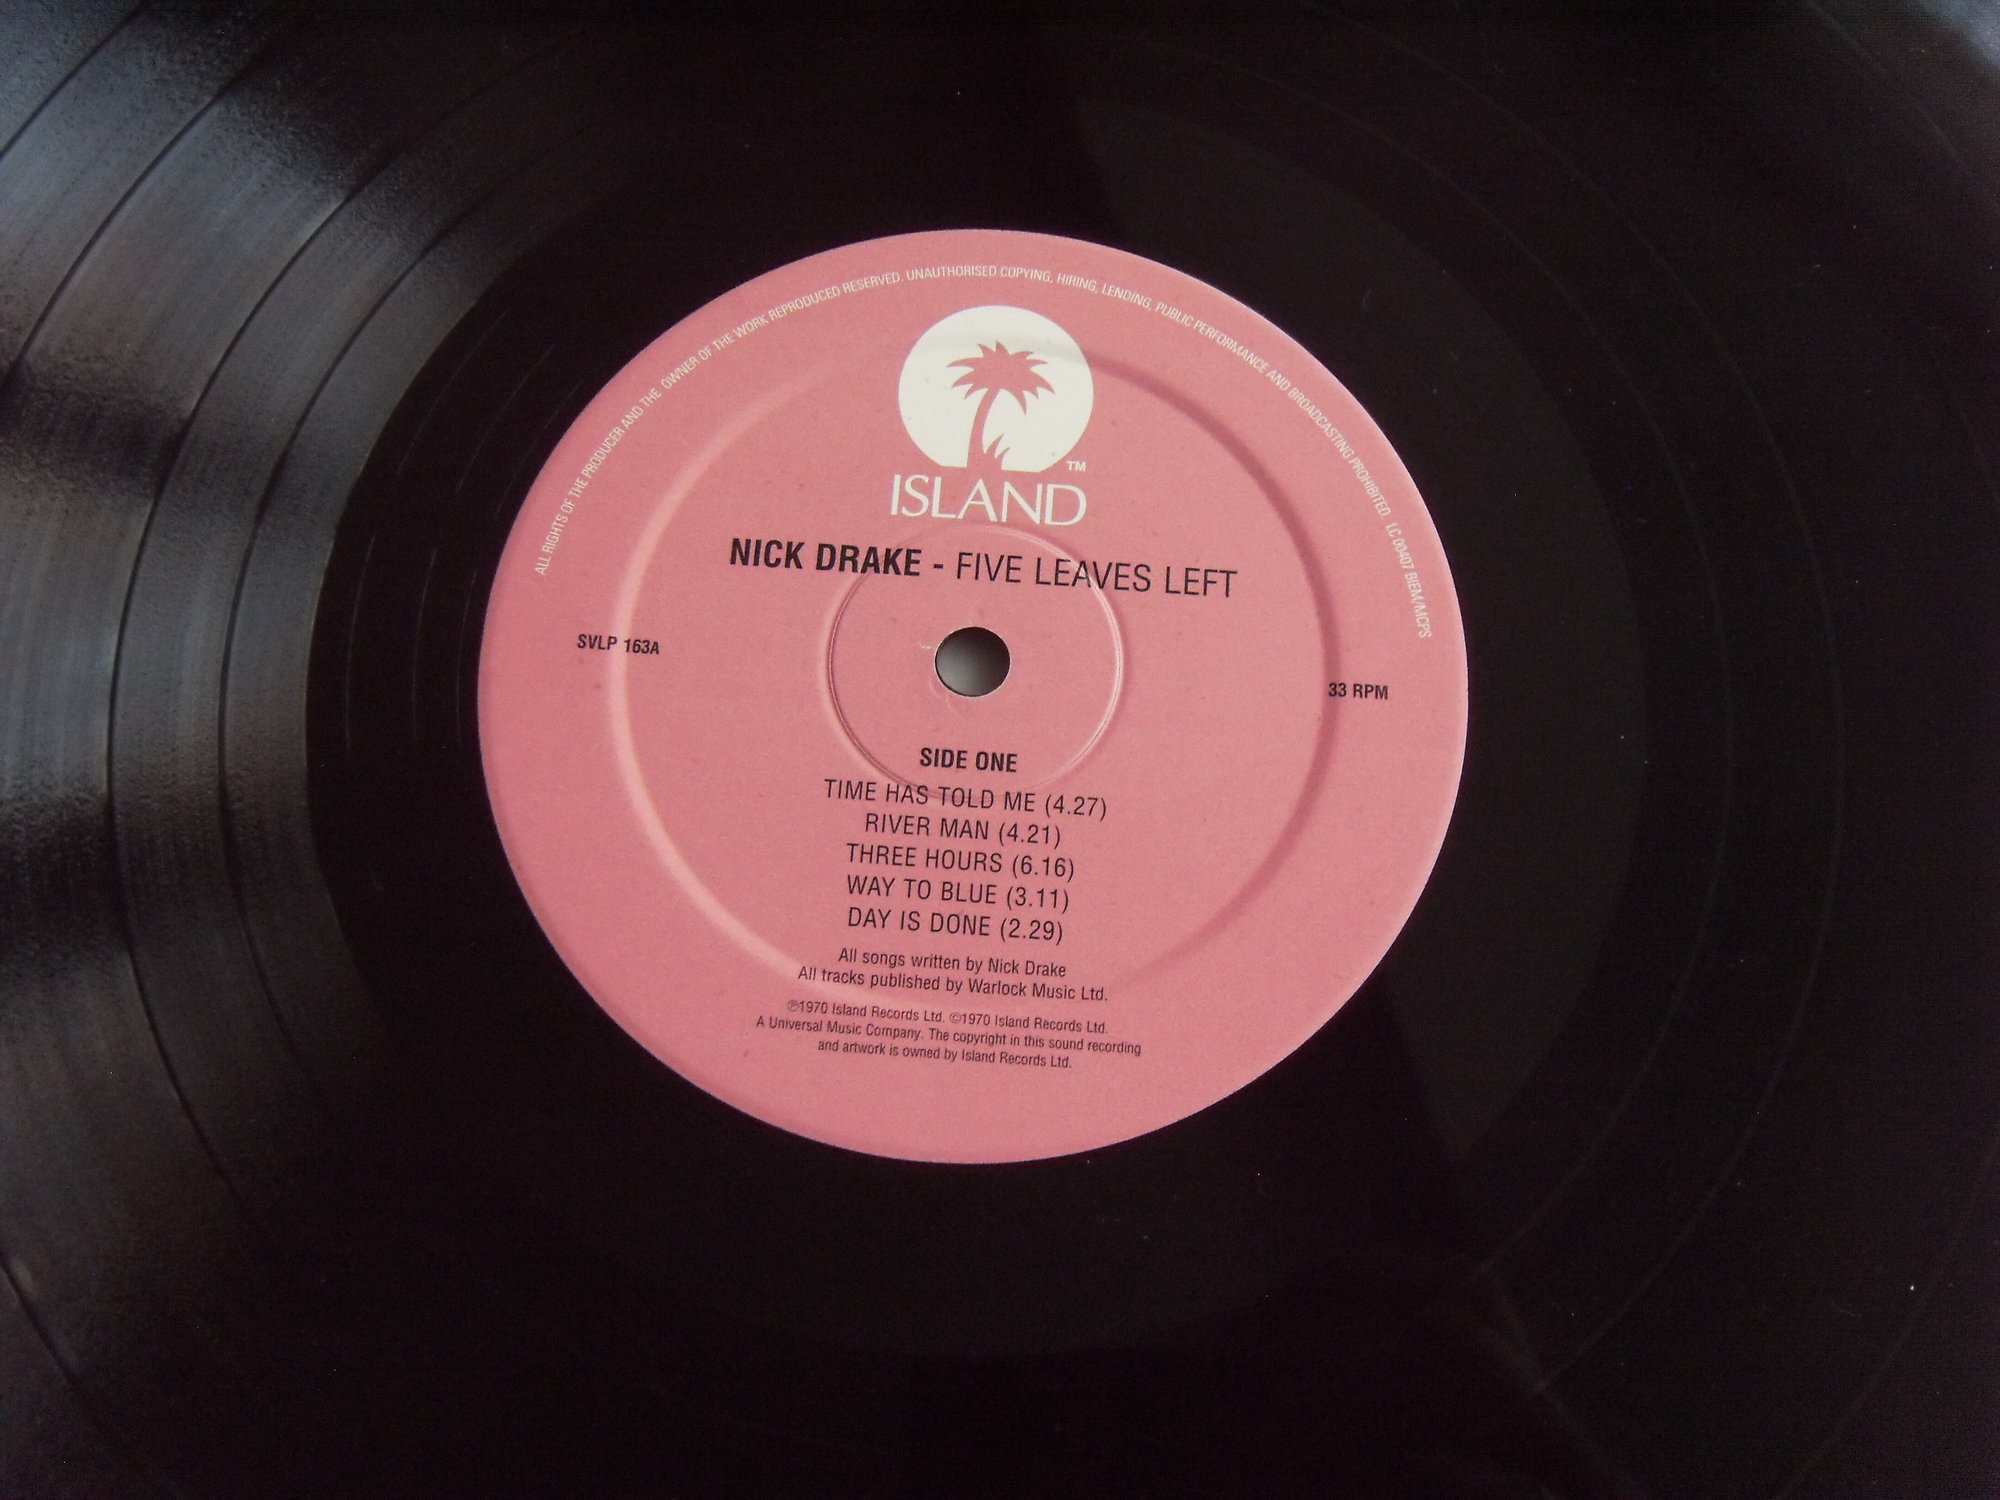 ALL RIGHTS OF THE PRODUCER AND THE OWNER OF THE WORK REPRODUCED RESERVED. UNAUTHORISED COPYING, HIRING, LENDING, PUBLIC PERFORMANCE AND BROADCASTING PROHIBITED. LC 00407 BIEM/MCPS
TM
ISLAND
NICK DRAKE - FIVE LEAVES LEFT
SVLP 163A
33 RPM
SIDE ONE
TIME HAS TOLD ME (4.27)
RIVER MAN (4.21)
THREE HOURS (6.16)
WAY TO BLUE (3.11)
DAY IS DONE (2.29)
All songs written by Nick Drake
All tracks published by Warlock Music Ltd.
℗1970 Island Records Ltd. ©1970 Island Records Ltd.
A Universal Music Company. The copyright in this sound recording
and artwork is owned by Island Records Ltd.